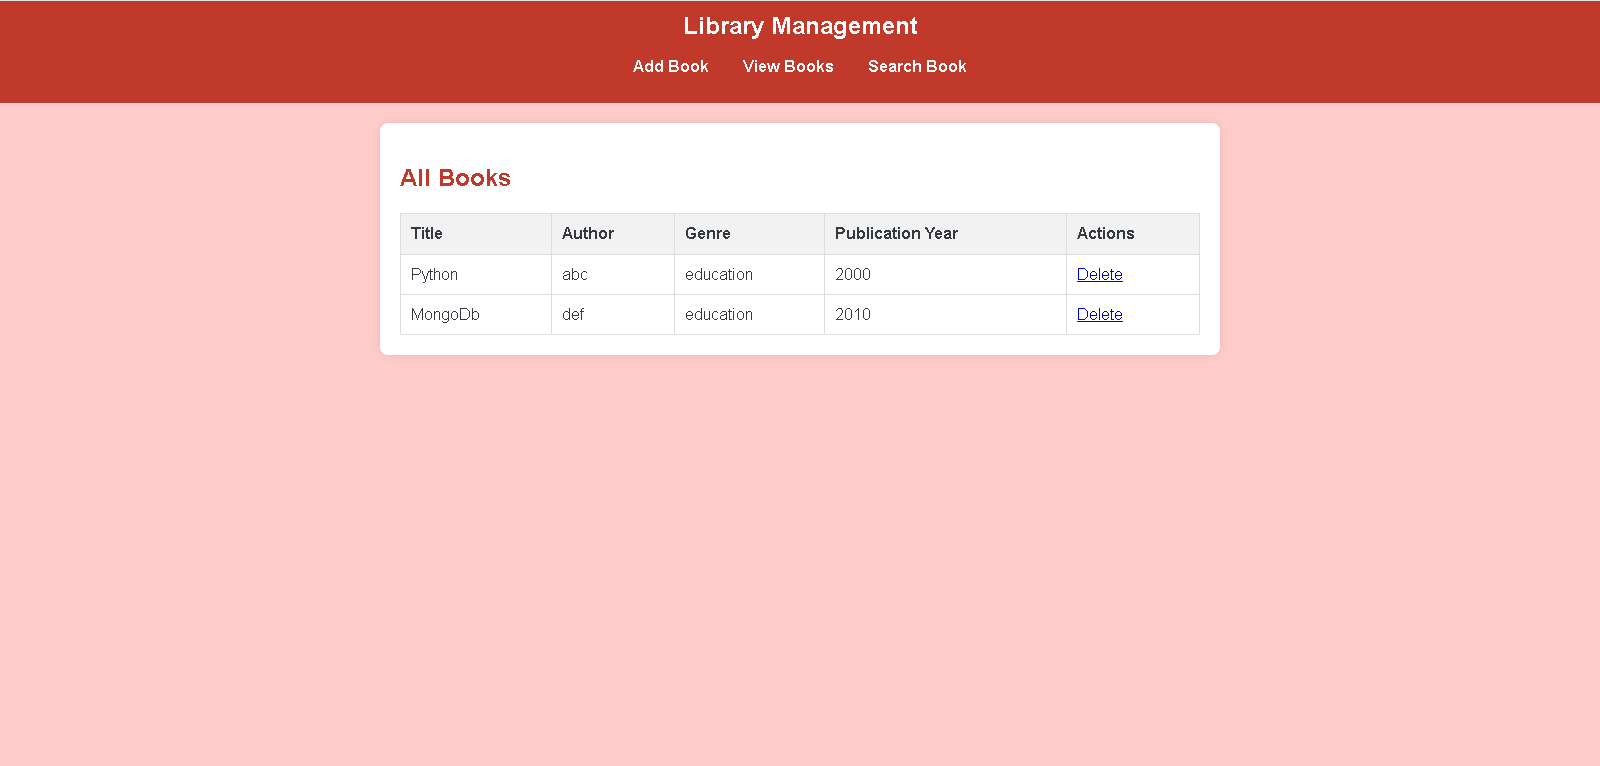 Library Management
Add Book View Books Search Book
All Books
Title Author Genre Publication Year Actions
Python abc education 2000 Delete
MongoDb def education 2010 Delete